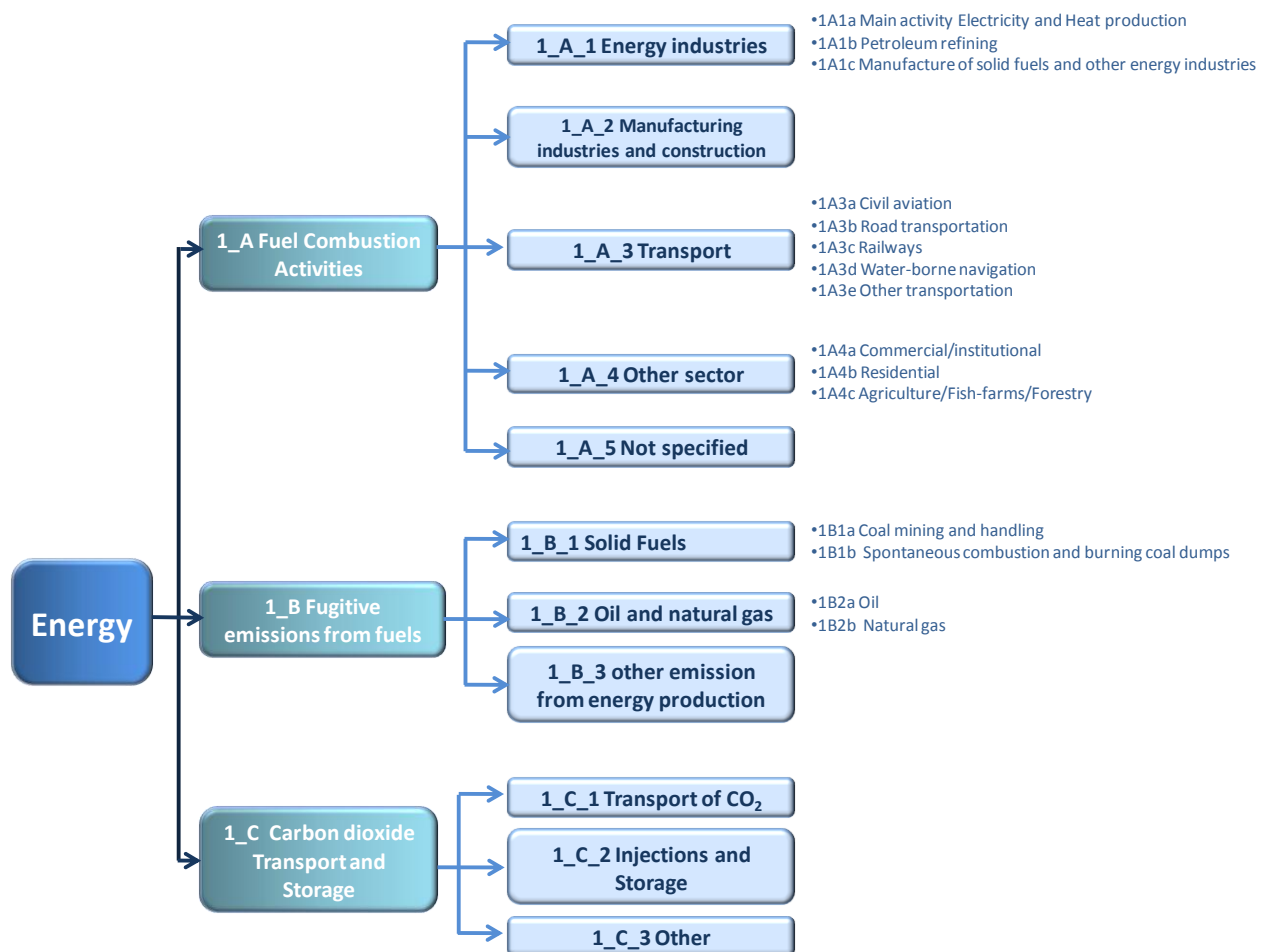 1_A_1 Energy industries
•1A1a Main activity Electricity and Heat production
•1A1b Petroleum refining
•1A1c Manufacture of solid fuels and other energy industries
1_A_2 Manufacturing
industries and construction
1_A Fuel Combustion
Activities
1_A_3 Transport
•1A3a Civil aviation
•1A3b Road transportation
•1A3c Railways
•1A3d Water-borne navigation
•1A3e Other transportation
1_A_4 Other sector
•1A4a Commercial/institutional
•1A4b Residential
•1A4c Agriculture/Fish-farms/Forestry
1_A_5 Not specified
Energy
1_B Fugitive
emissions from fuels
1_B_1 Solid Fuels
•1B1a Coal mining and handling
•1B1b Spontaneous combustion and burning coal dumps
1_B_2 Oil and natural gas
•1B2a Oil
•1B2b Natural gas
1_B_3 other emission
from energy production
1_C Carbon dioxide
Transport and
Storage
1_C_1 Transport of CO₂
1_C_2 Injections and
Storage
1_C_3 Other